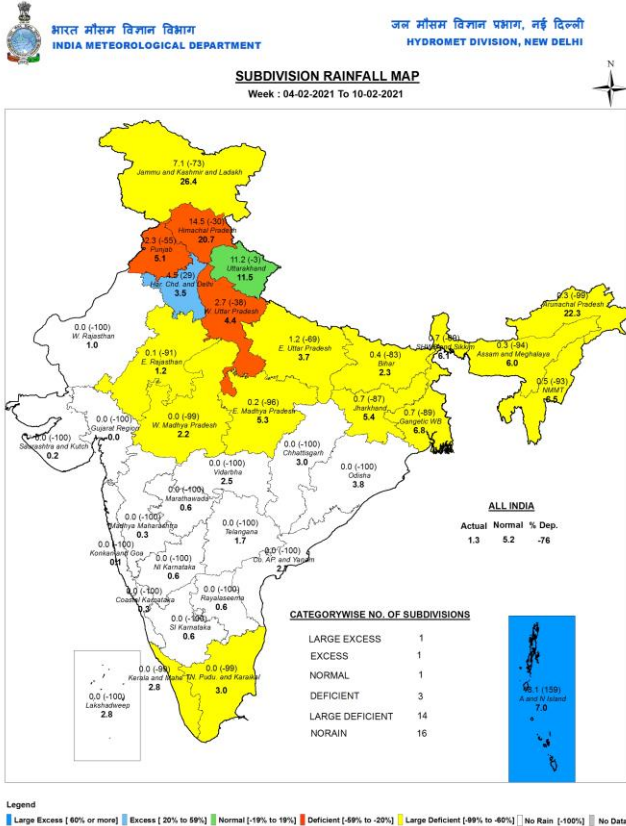 भारत मौसम विज्ञान विभाग
INDIA METEOROLOGICAL DEPARTMENT
जल मौसम विज्ञान प्रभाग, नई दिल्ली
HYDROMET DIVISION, NEW DELHI
SUBDIVISION RAINFALL MAP
Week : 04-02-2021 To 10-02-2021
N
7.1 (-73)
Jammu and Kashmir and Ladakh
26.4
14.5 (-30)
Himachal Pradesh
20.7
2.3 (-55)
Punjab
5.1
11.2 (-3)
Uttarakhand
11.5
4.5 (29)
Har. Chd. and Delhi
3.5
2.7 (-38)
W. Uttar Pradesh
4.4
0.0 (-100)
W. Rajasthan
1.0
0.1 (-91)
E. Rajasthan
1.2
1.2 (-69)
E. Uttar Pradesh
3.7
0.4 (-83)
Bihar
2.3
and Sikkim
6.1
0.3 (-99)
Arunachal Pradesh
22.3
0.3 (-94)
Assam and Meghalaya
6.0
0.5 (-93)
NMMT
6.5
0.0 (-100)
Gujarat Region
0.0
0.0 (-100)
Saurashtra and Kutch
0.2
0.0 (-99)
W. Madhya Pradesh
2.2
0.2 (-96)
E. Madhya Pradesh
5.3
0.7 (-87)
Jharkhand
5.4
0.7 (-89)
Gangetic WB
6.8
0.0 (-100)
Chhattisgarh
3.0
0.0 (-100)
Odisha
3.8
0.0 (-100)
Vidarbha
2.5
0.0 (-100)
Marathawada
0.6
0.0 (-100)
Madhya Maharashtra
0.3
0.0 (-100)
Telangana
1.7
0.0 (-100)
Konkan and Goa
0.1
0.0 (-100)
NI Karnataka
0.6
0.0 (-100)
Co. AP and Yanam
0.0 (-100)
Coastal Karnataka
0.3
0.0 (-100)
Rayalaseema
0.6
0.0 (-100)
SI Karnataka
0.6
0.0 (-99)
Kerala and Mahe
2.8
0.0 (-99)
TN. Pudu. and Karaikal
3.0
0.0 (-100)
Lakshadweep
2.8
(159)
A and N Island
7.0
ALL INDIA
Actual Normal % Dep.
1.3 5.2 -76
CATEGORYWISE NO. OF SUBDIVISIONS
LARGE EXCESS 1
EXCESS 1
NORMAL 1
DEFICIENT 3
LARGE DEFICIENT 14
NORAIN 16
Legend
Large Excess [ 60% or more] Excess [ 20% to 59%] Normal [-19% to 19%] Deficient [-59% to -20%] Large Deficient [-99% to -60%] No Rain [-100%] No Data